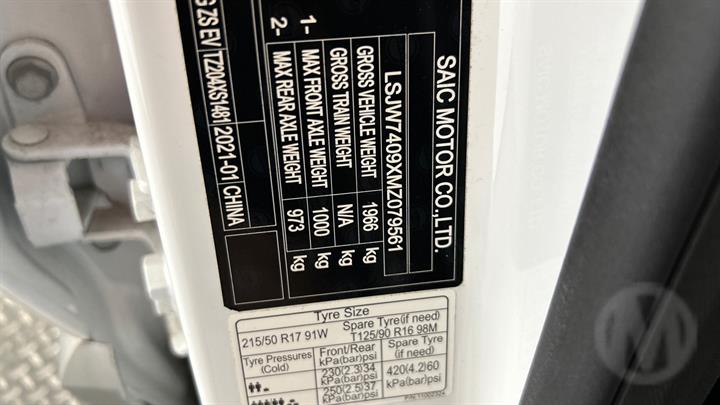 SAIC MOTOR CO.,LTD.
LSJW7409XMZ079561
GROSS VEHICLE WEIGHT 1966 kg
GROSS TRAIN WEIGHT N/A kg
1- MAX FRONT AXLE WEIGHT 1000 kg
2- MAX REAR AXLE WEIGHT 973 kg
G ZS EV TZ204XS1481 2021-01 CHINA
Tyre Size
215/50 R17 91W Spare Tyre(if need) T125/90 R16 98M
Tyre Pressures (Cold) Front/Rear kPa(bar)psi Spare Tyre (if need) kPa(bar)psi
230(2.3)34 420(4.2)60
250(2.5)37
P/N 11002324
M